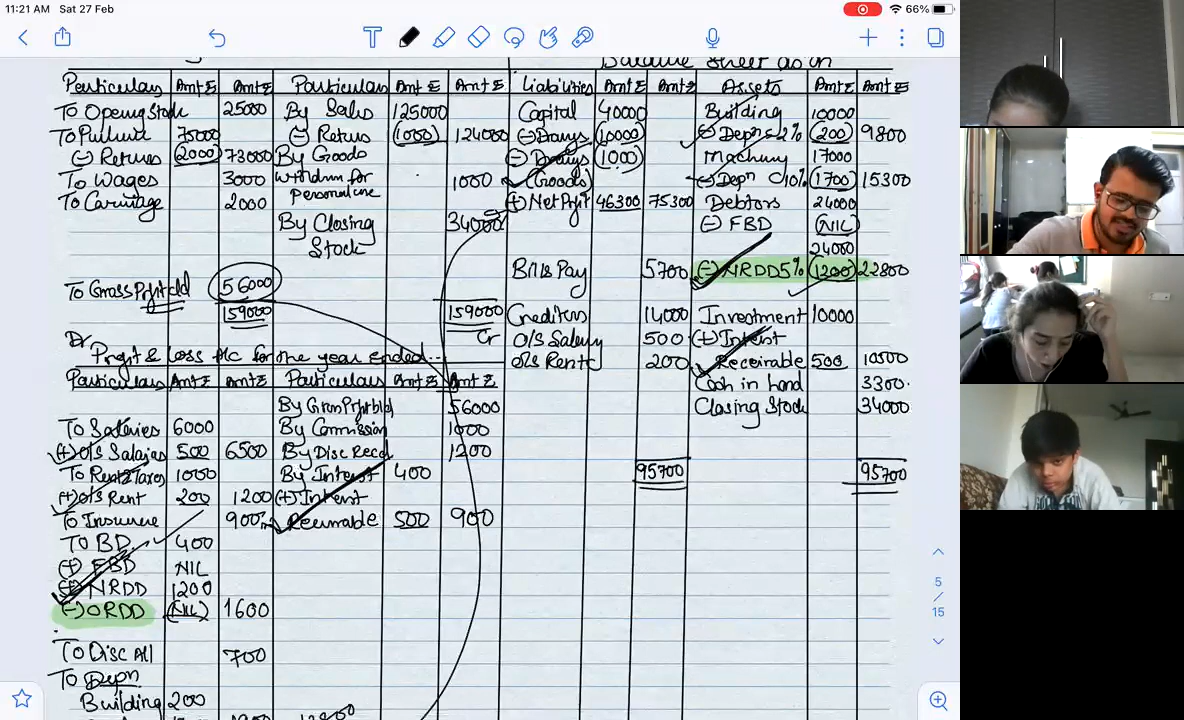 11:21 AM Sat 27 Feb
66%
Balance Sheet as on
Particulars Amt ₹ Amt ₹ Particulars Amt ₹ Amt ₹
To Opening Stock 25000 By Sales 125000
To Purchase 75000 (-) Returns (1000) 124000
(-) Returns (2000) 73000 By Goods
To Wages 3000 withdrawn for 1000
To Carriage 2000 personal use
By Closing 34000
Stock
To Gross Profit c/d 56000
159000 159000
Dr Cr
Profit & Loss A/c for the year ended...
Particulars Amt ₹ Amt ₹ Particulars Amt ₹ Amt ₹
By Gross Profit b/d 56000
To Salaries 6000 By Commission 1000
(+) O/S Salaries 500 6500 By Disc Recd 1200
To Rent & Taxes 1000 By Interest 400
(+) O/S Rent 200 1200 (+) Interest
To Insurance 900 Receivable 500 900
To BD 400
(+) FBD NIL
(+) NRDD 1200
(-) ORDD (NIL) 1600
To Disc All 700
To Depn
Building 200
Liabilities Amt ₹ Amt ₹ Assets Amt ₹ Amt ₹
Capital 40000 Building 10000
(-) Drawgs (10000) (-) Depn 2% (200) 9800
(-) Drawgs (1000) Machinery 17000
(Goods) (-) Depn @10% (1700) 15300
(+) Net Profit 46300 75300 Debtors 24000
(-) FBD (NIL)
24000
Bills Pay 5700 (-) NRDD 5% (1200) 22800
Creditors 14000 Investment 10000
O/S Salary 500 (+) Interest
O/S Rent 200 Receivable 500 10500
Cash in hand 3300
Closing Stock 34000
95700 95700
5
/
15